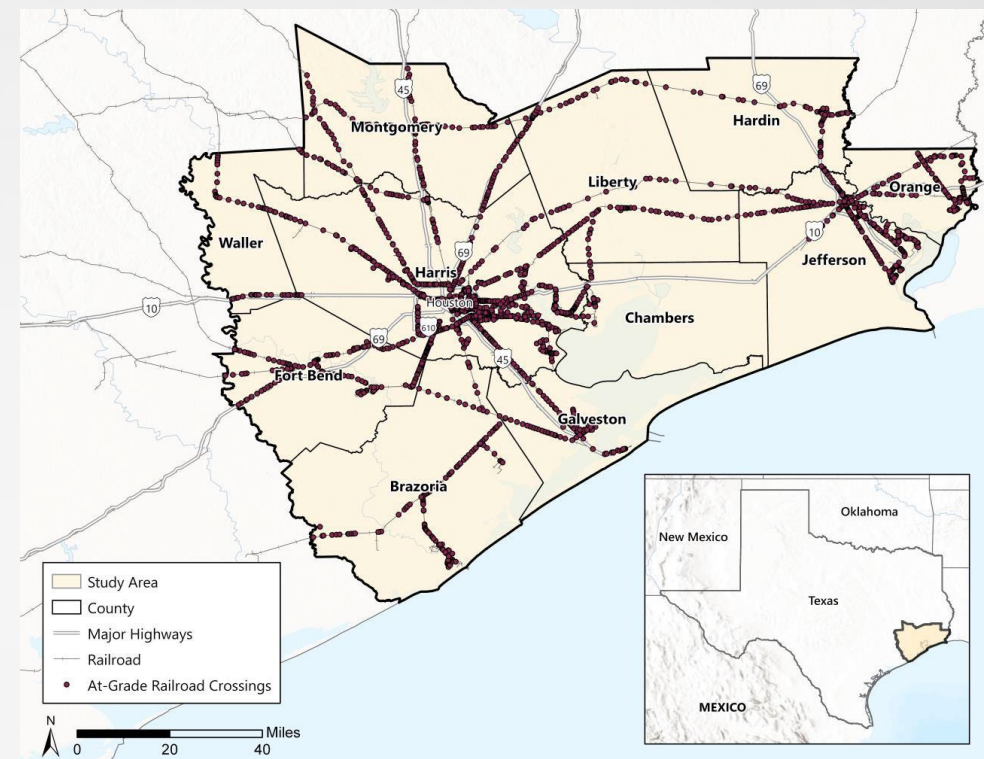 45
69
Montgomery
Hardin
Liberty
Orange
Waller
69
10
Harris
Jefferson
Houston
10
Chambers
610
69
45
Fort Bend
Galveston
Brazoria
Study Area
County
Major Highways
Railroad
At-Grade Railroad Crossings
N
Miles
0 20 40
Oklahoma
New Mexico
Texas
MEXICO